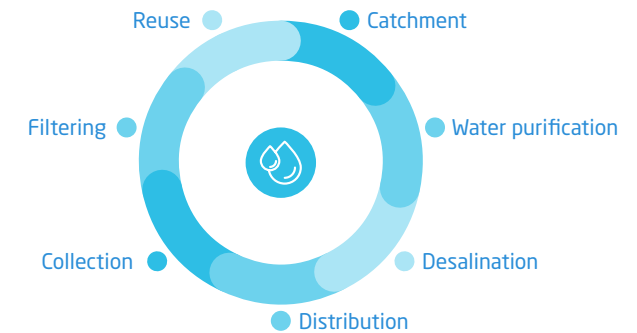 Reuse
Catchment
Filtering
Water purification
Collection
Desalination
Distribution